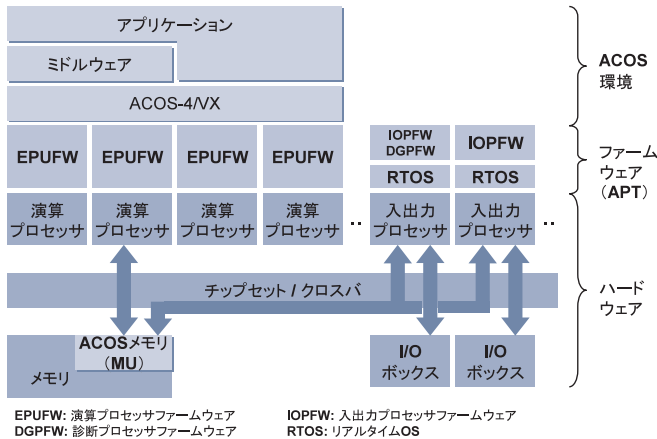 アプリケーション
ミドルウェア
ACOS-4/VX
ACOS
環境
EPUFW
EPUFW
EPUFW
EPUFW
IOPFW
DGPFW
RTOS
IOPFW
RTOS
ファーム
ウェア
（APT）
演算
プロセッサ
演算
プロセッサ
演算
プロセッサ
演算
プロセッサ
‥
入出力
プロセッサ
入出力
プロセッサ
‥
チップセット / クロスバ
ハード
ウェア
ACOSメモリ
（MU）
メモリ
I/O
ボックス
I/O
ボックス
EPUFW: 演算プロセッサファームウェア
IOPFW: 入出力プロセッサファームウェア
DGPFW: 診断プロセッサファームウェア
RTOS: リアルタイムOS